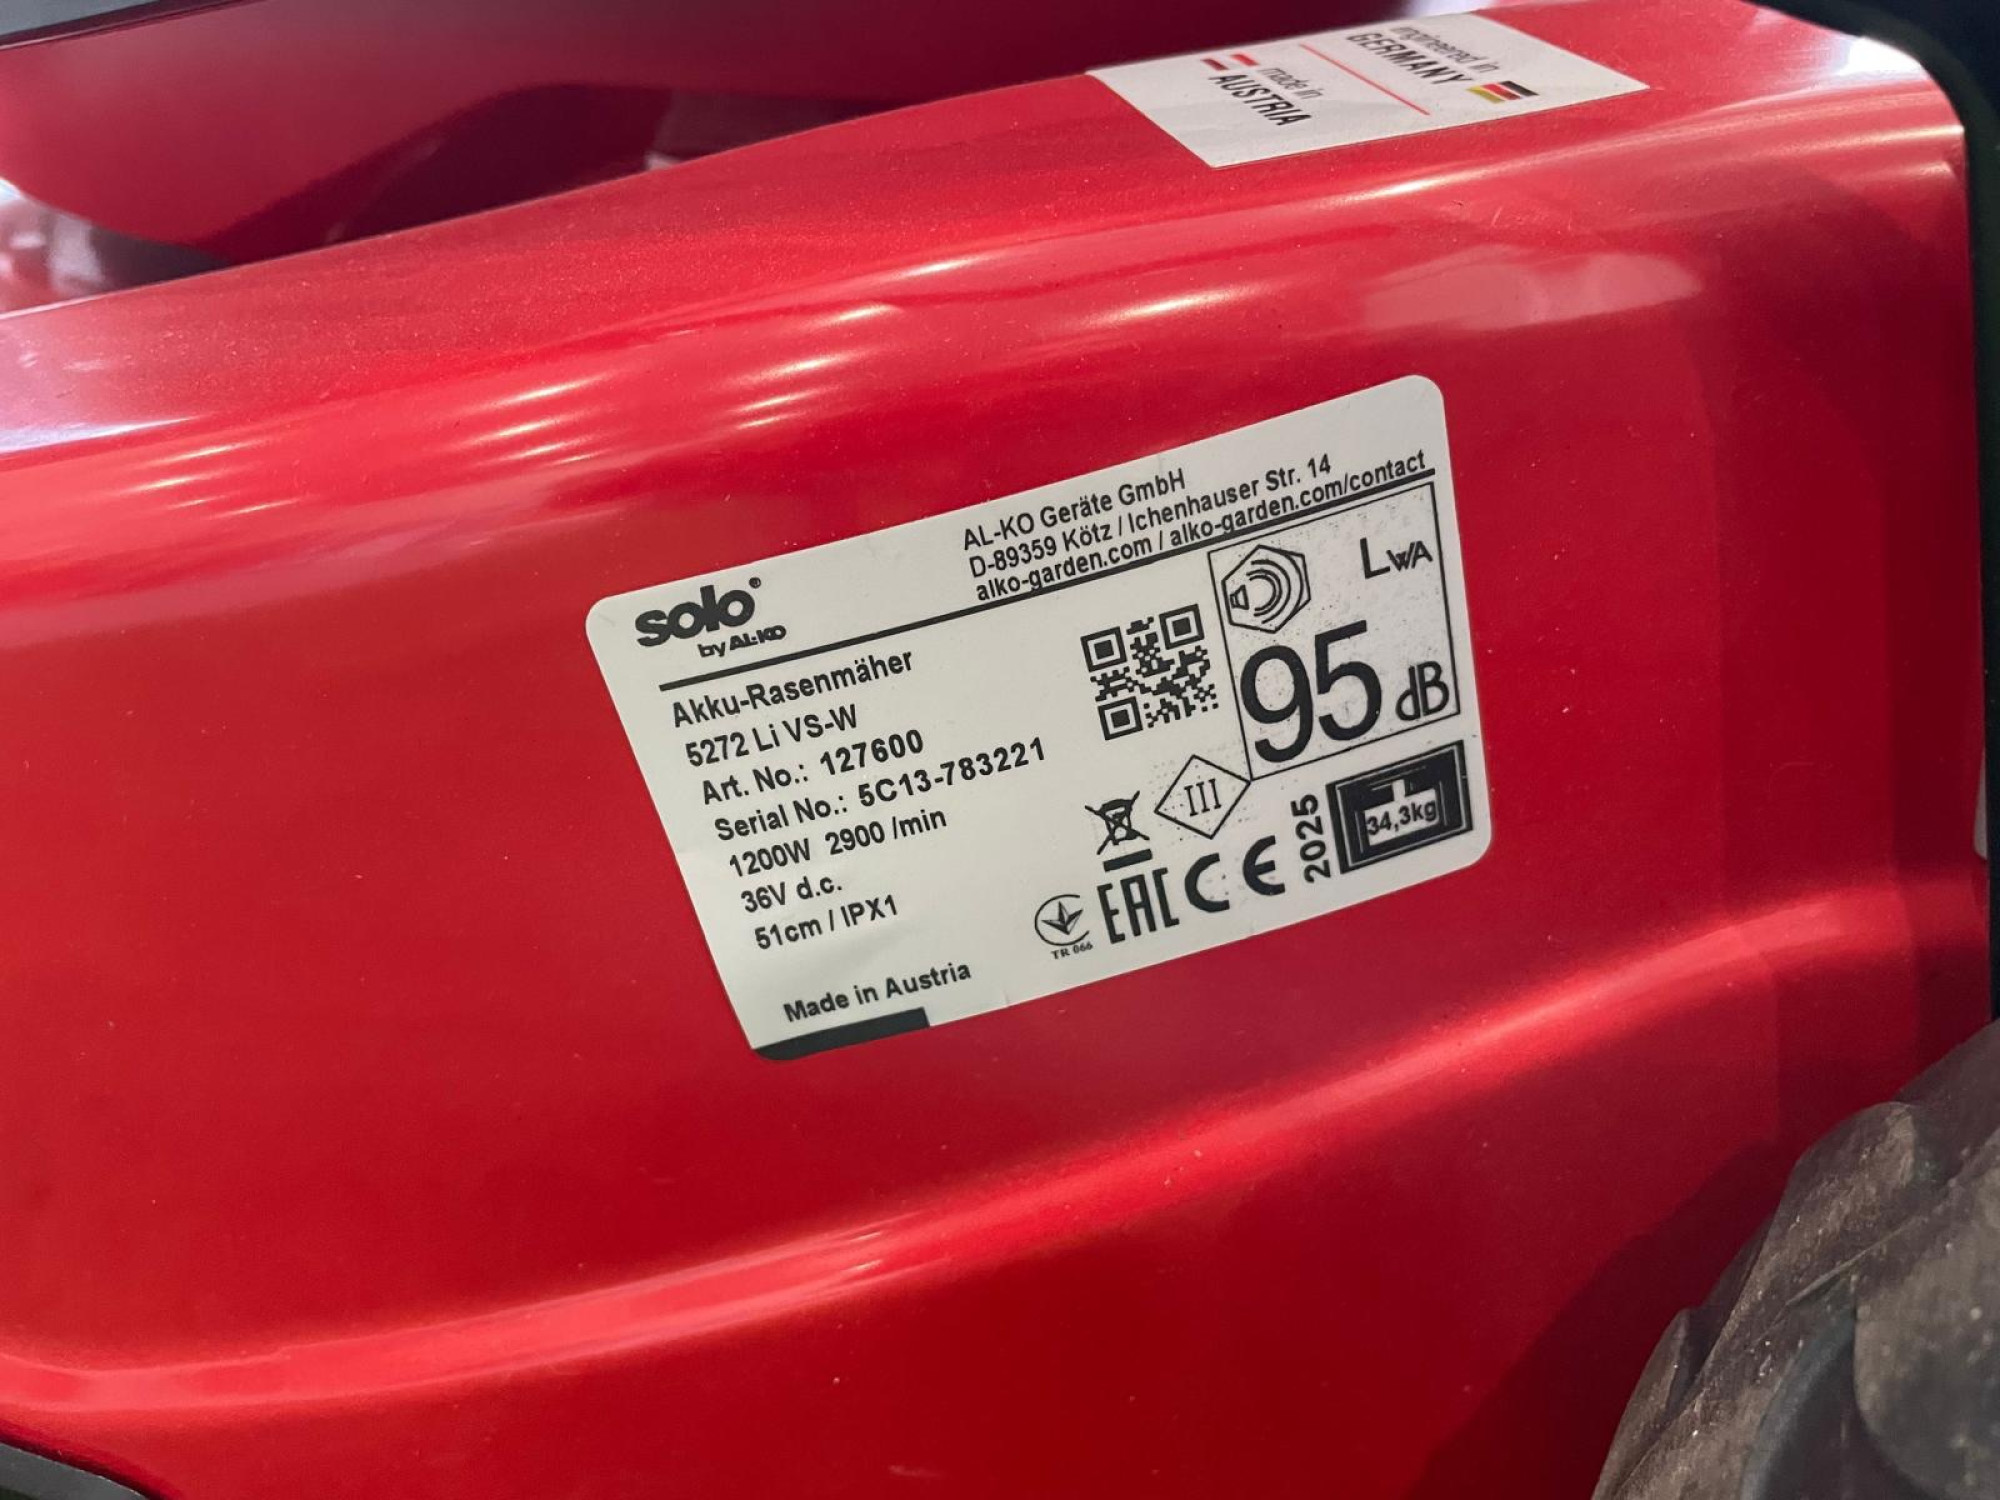 engineered in
GERMANY
made in
AUSTRIA
solo®
by AL-KO
AL-KO Geräte GmbH
D-89359 Kötz / Ichenhauser Str. 14
alko-garden.com / alko-garden.com/contact
Akku-Rasenmäher
5272 Li VS-W
Art. No.: 127600
Serial No.: 5C13-783221
1200W 2900 /min
36V d.c.
51cm / IPX1
Made in Austria
LWA
95 dB
III
TR 066
EAC
CE
2025
34,3kg